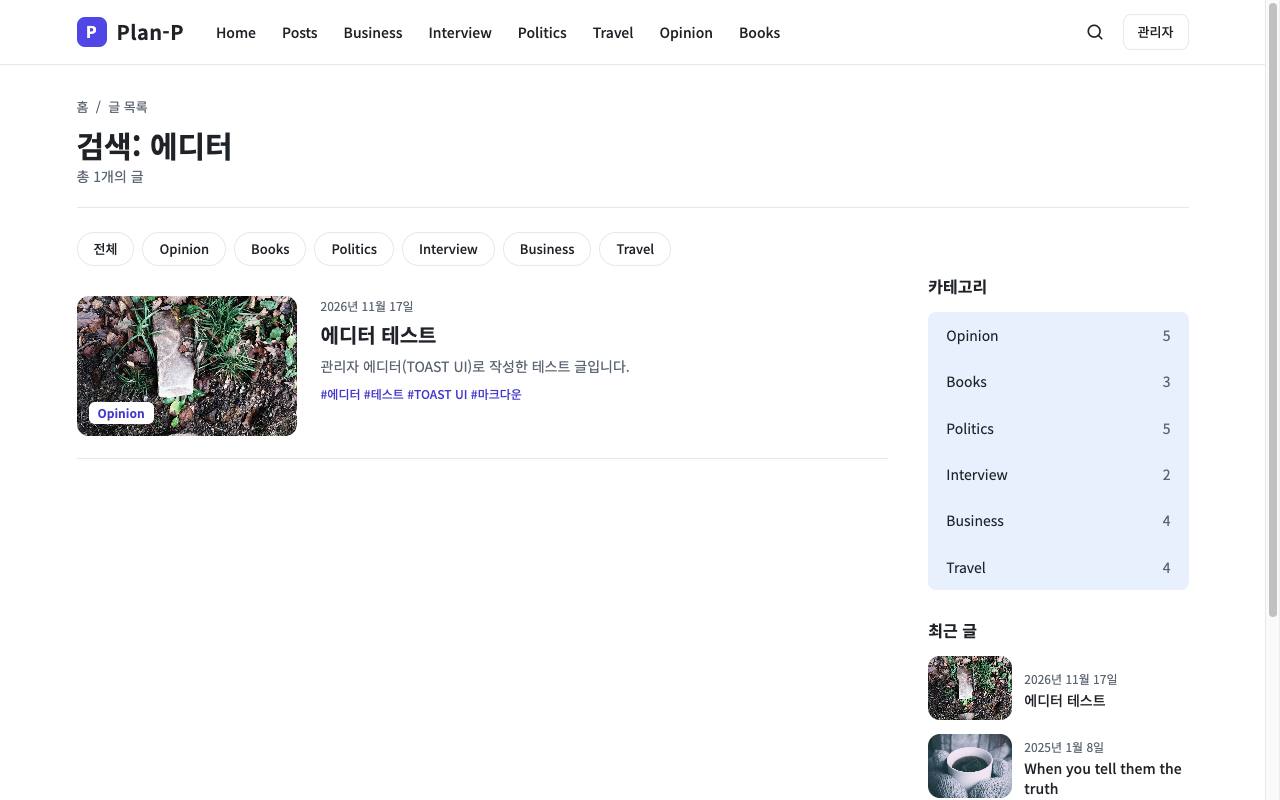 P Plan-P Home Posts Business Interview Politics Travel Opinion Books 관리자
홈 / 글 목록
검색: 에디터
총 1개의 글
전체 Opinion Books Politics Interview Business Travel
Opinion
2026년 11월 17일
에디터 테스트
관리자 에디터(TOAST UI)로 작성한 테스트 글입니다.
#에디터 #테스트 #TOAST UI #마크다운
카테고리
Opinion 5
Books 3
Politics 5
Interview 2
Business 4
Travel 4
최근 글
2026년 11월 17일
에디터 테스트
2025년 1월 8일
When you tell them the
truth